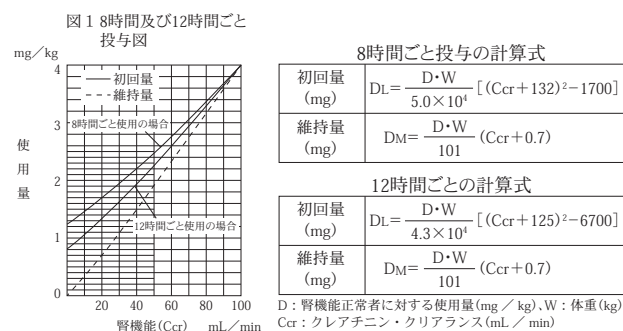 図1 8時間及び12時間ごと
投与図
mg／kg
4
3
2
1
0
使
用
量
初回量
維持量
8時間ごと使用の場合
12時間ごと使用の場合
20 40 60 80 100
腎機能(Ccr) mL／min
8時間ごと投与の計算式
初回量
(mg)
DL= D・W / 5.0×10⁴ [(Ccr+132)²-1700]
維持量
(mg)
DM= D・W / 101 (Ccr+0.7)
12時間ごとの計算式
初回量
(mg)
DL= D・W / 4.3×10⁴ [(Ccr+125)²-6700]
維持量
(mg)
DM= D・W / 101 (Ccr+0.7)
D：腎機能正常者に対する使用量(mg／kg)、W：体重(kg)
Ccr：クレアチニン・クリアランス(mL／min)